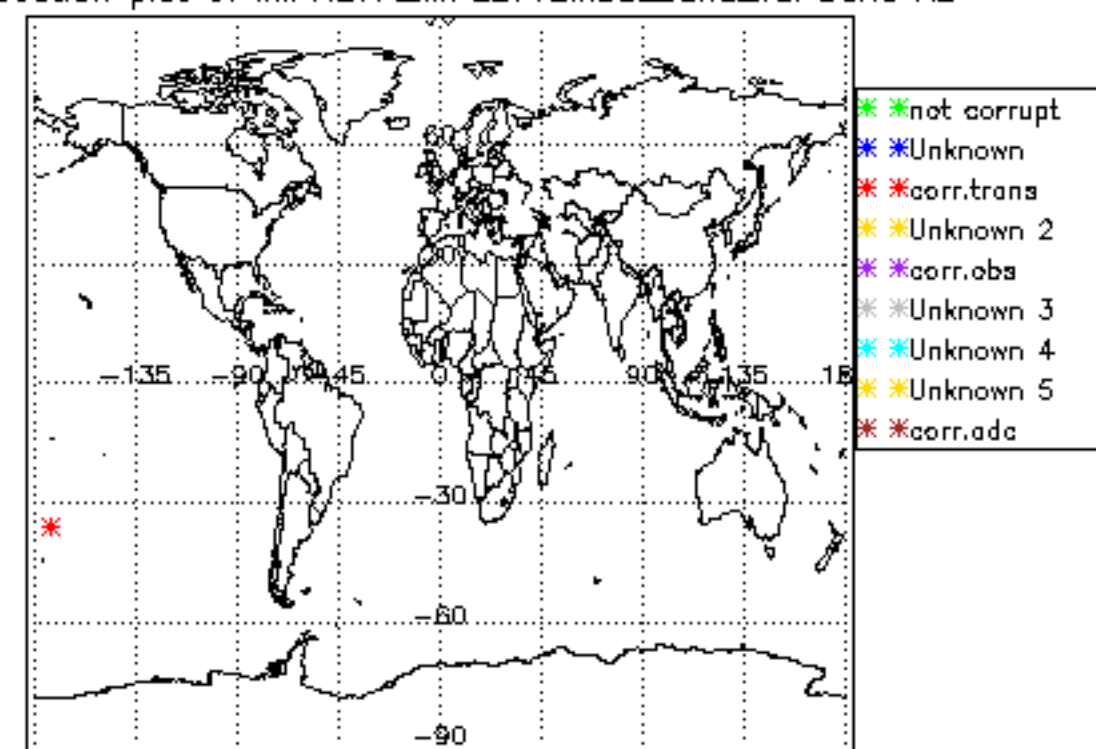 60
-135 -90 45 0 45 90 135
-30
-60
-90
not corrupt
Unknown
corr.trans
Unknown 2
corr.obs
Unknown 3
Unknown 4
Unknown 5
corr.adc